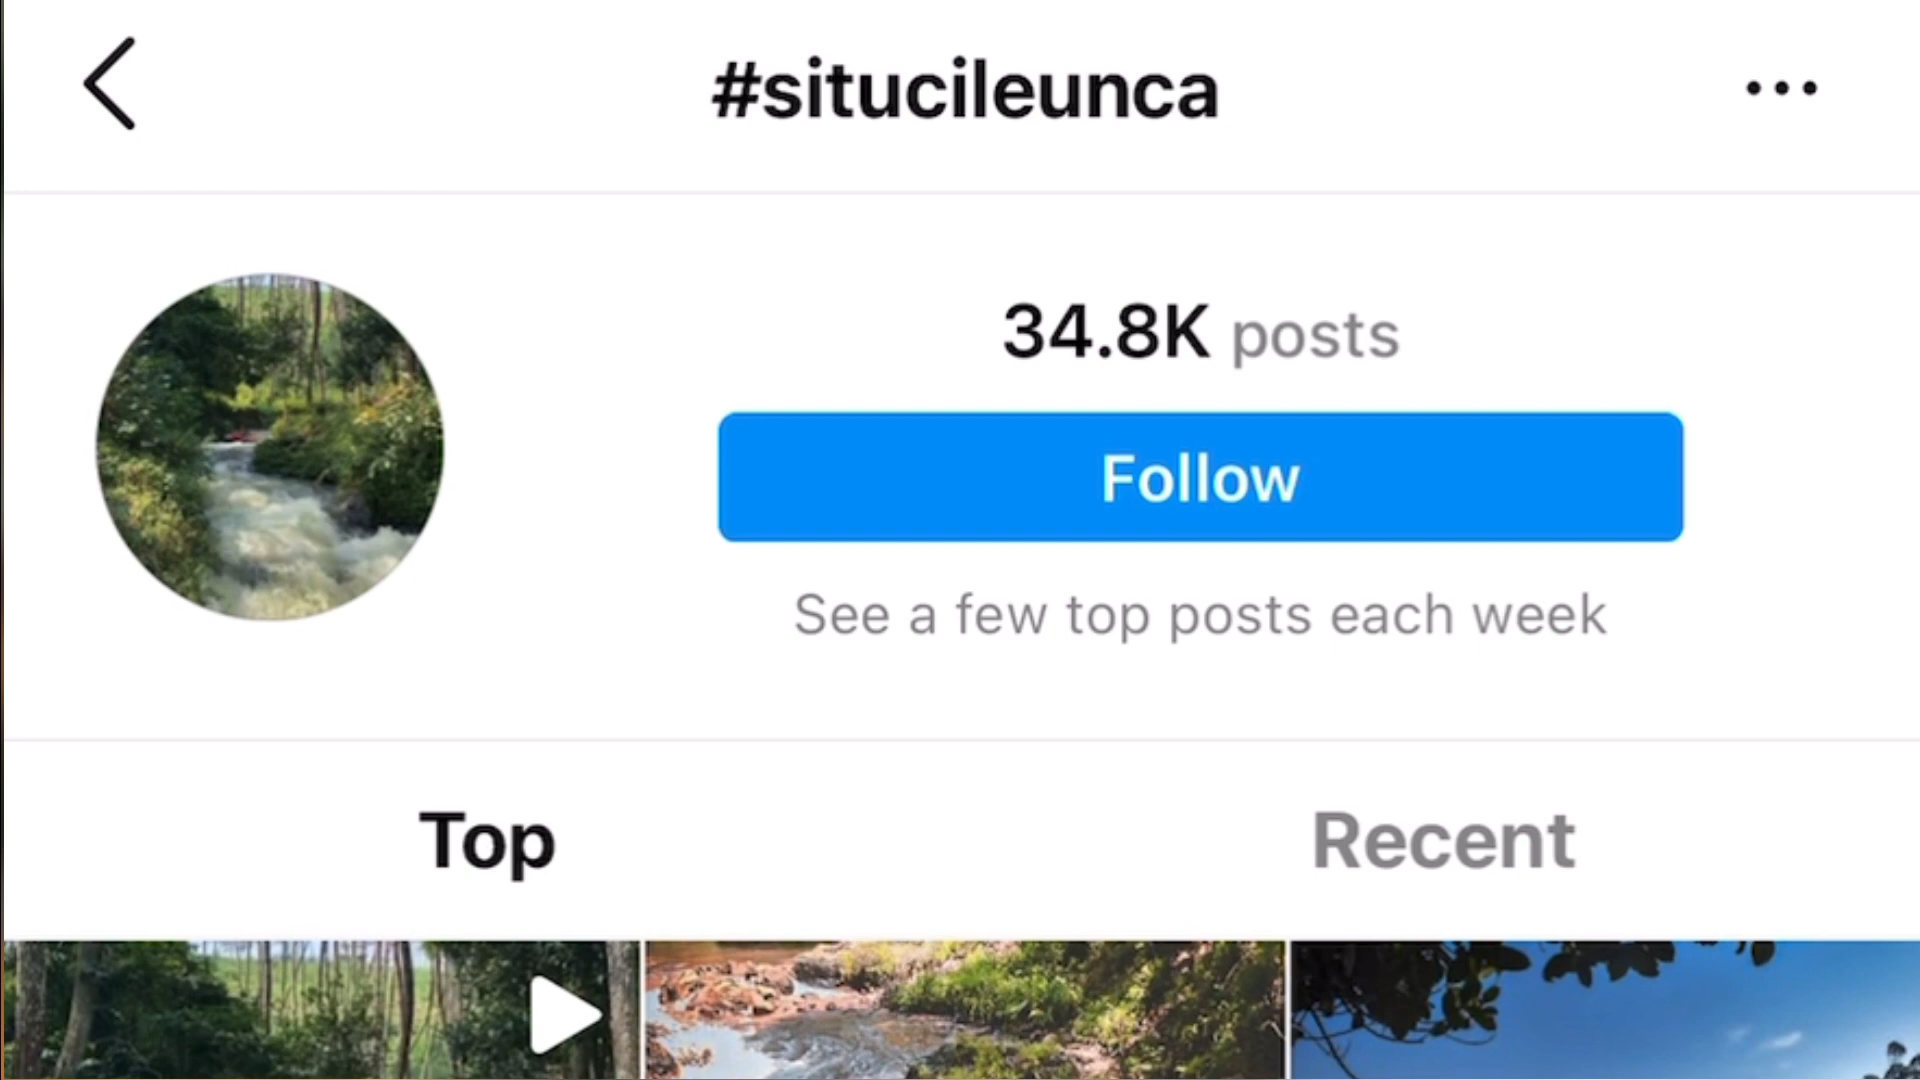 #situcileunca
34.8K posts
Follow
See a few top posts each week
Top
Recent